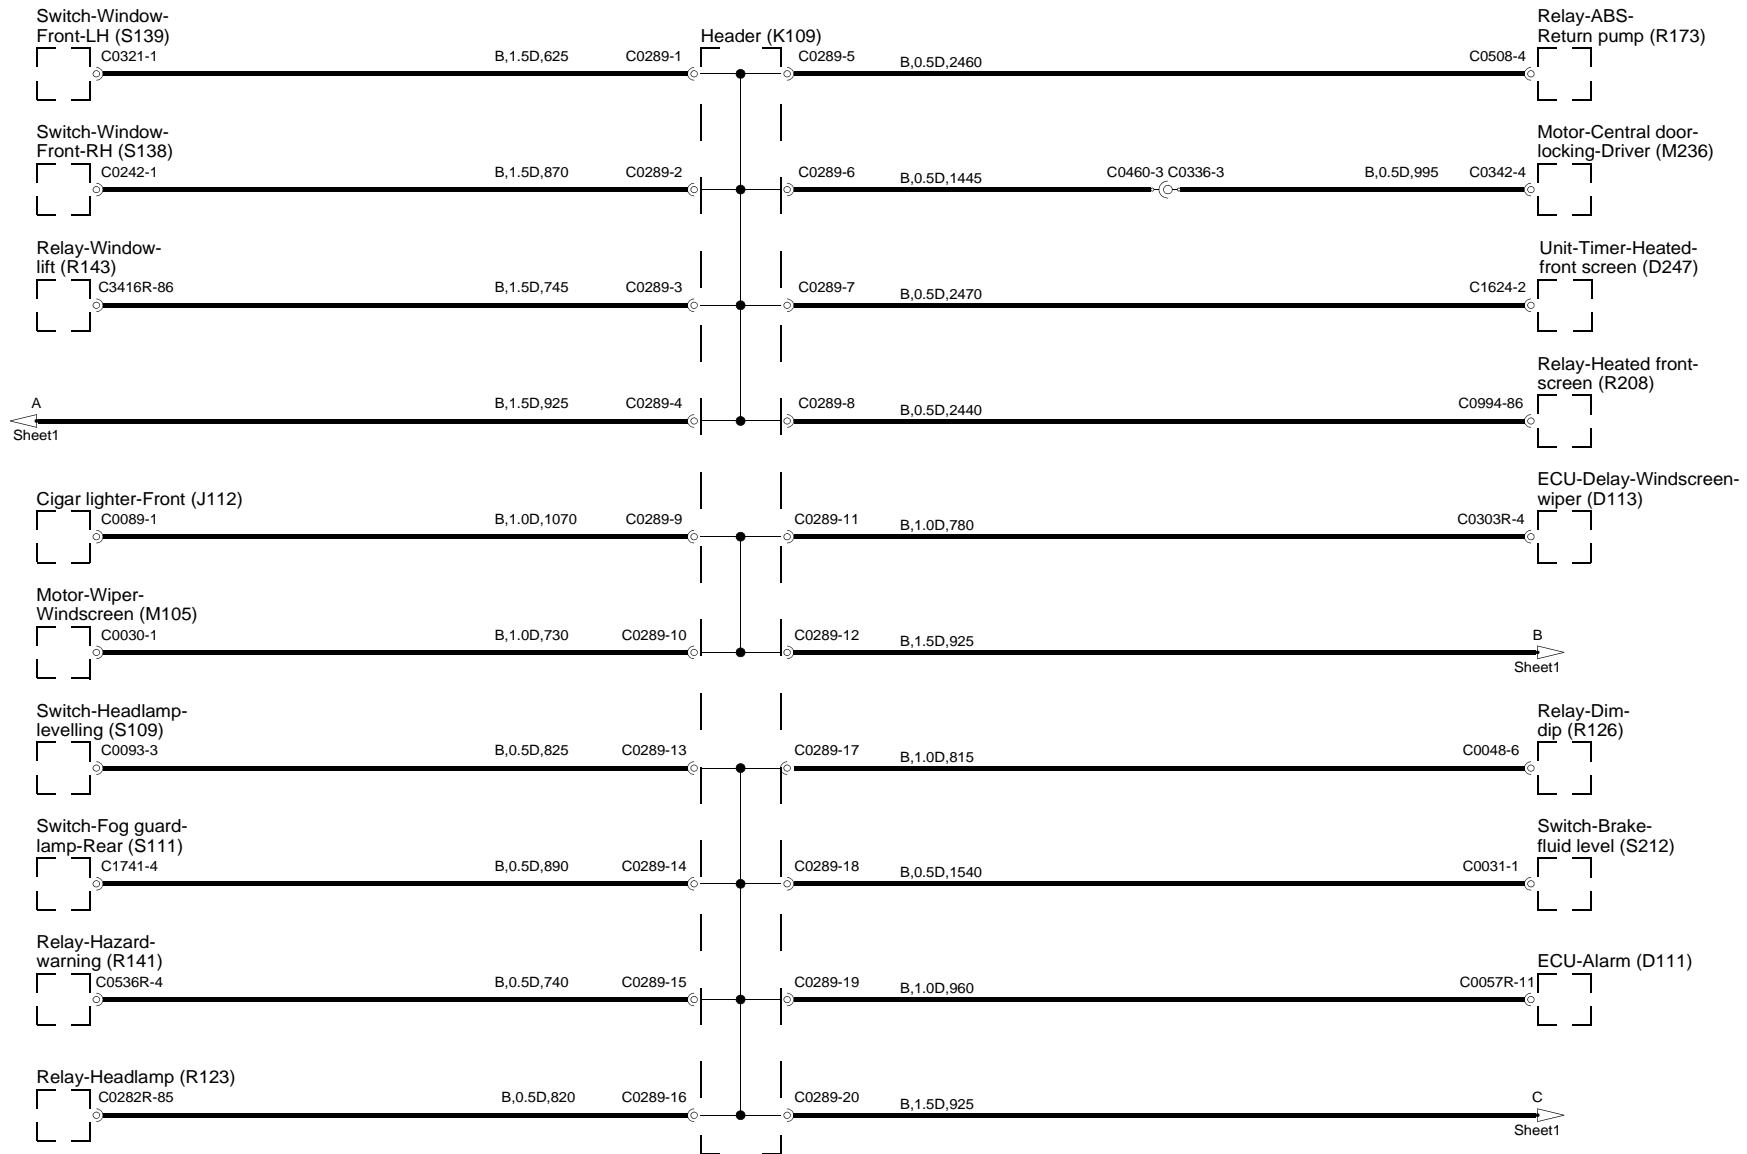 Switch-Window-
Front-LH (S139)
C0321-1
B,1.5D,625
C0289-1
Header (K109)
C0289-5
B,0.5D,2460
C0508-4
Relay-ABS-
Return pump (R173)
Switch-Window-
Front-RH (S138)
C0242-1
B,1.5D,870
C0289-2
C0289-6
B,0.5D,1445
C0460-3 C0336-3
B,0.5D,995
C0342-4
Motor-Central door-
locking-Driver (M236)
Relay-Window-
lift (R143)
C3416R-86
B,1.5D,745
C0289-3
C0289-7
B,0.5D,2470
C1624-2
Unit-Timer-Heated-
front screen (D247)
A
Sheet1
B,1.5D,925
C0289-4
C0289-8
B,0.5D,2440
C0994-86
Relay-Heated front-
screen (R208)
Cigar lighter-Front (J112)
C0089-1
B,1.0D,1070
C0289-9
C0289-11
B,1.0D,780
C0303R-4
ECU-Delay-Windscreen-
wiper (D113)
Motor-Wiper-
Windscreen (M105)
C0030-1
B,1.0D,730
C0289-10
C0289-12
B,1.5D,925
B
Sheet1
Switch-Headlamp-
levelling (S109)
C0093-3
B,0.5D,825
C0289-13
C0289-17
B,1.0D,815
C0048-6
Relay-Dim-
dip (R126)
Switch-Fog guard-
lamp-Rear (S111)
C1741-4
B,0.5D,890
C0289-14
C0289-18
B,0.5D,1540
C0031-1
Switch-Brake-
fluid level (S212)
Relay-Hazard-
warning (R141)
C0536R-4
B,0.5D,740
C0289-15
C0289-19
B,1.0D,960
C0057R-11
ECU-Alarm (D111)
Relay-Headlamp (R123)
C0282R-85
B,0.5D,820
C0289-16
C0289-20
B,1.5D,925
C
Sheet1